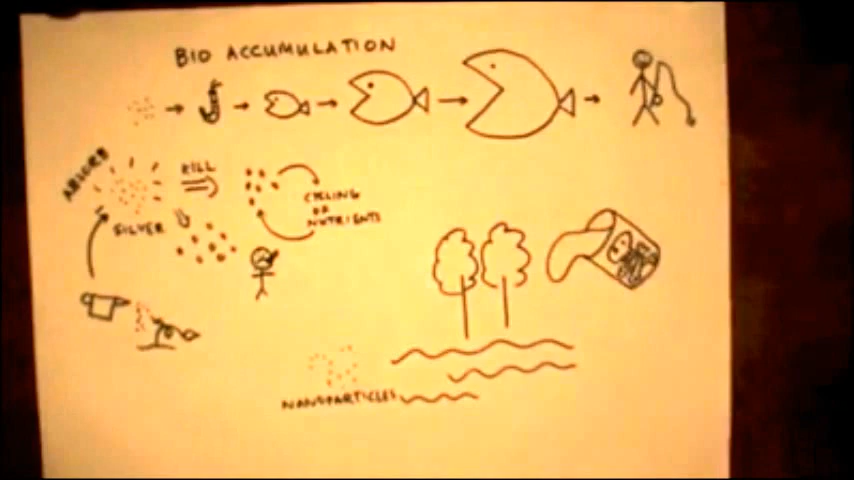 BIO ACCUMULATION
ABSORB
KILL
CYCLING
OF
NUTRIENTS
SILVER
NANOPARTICLES